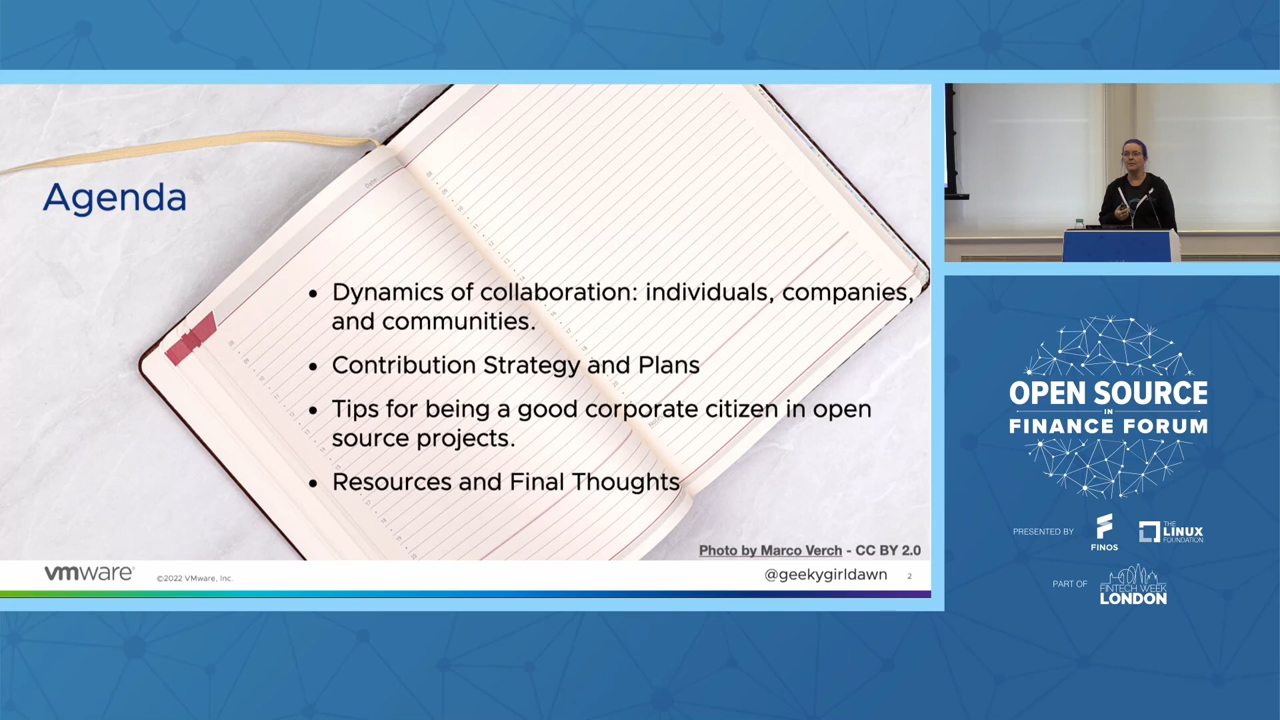 Agenda
• Dynamics of collaboration: individuals, companies,
and communities.
• Contribution Strategy and Plans
• Tips for being a good corporate citizen in open
source projects.
• Resources and Final Thoughts
Photo by Marco Verch - CC BY 2.0
vmware®
©2022 VMware, Inc.
@geekygirldawn
2
OPEN SOURCE
IN
FINANCE FORUM
PRESENTED BY
FINOS
THE
LINUX
FOUNDATION
PART OF
FINTECH WEEK
LONDON